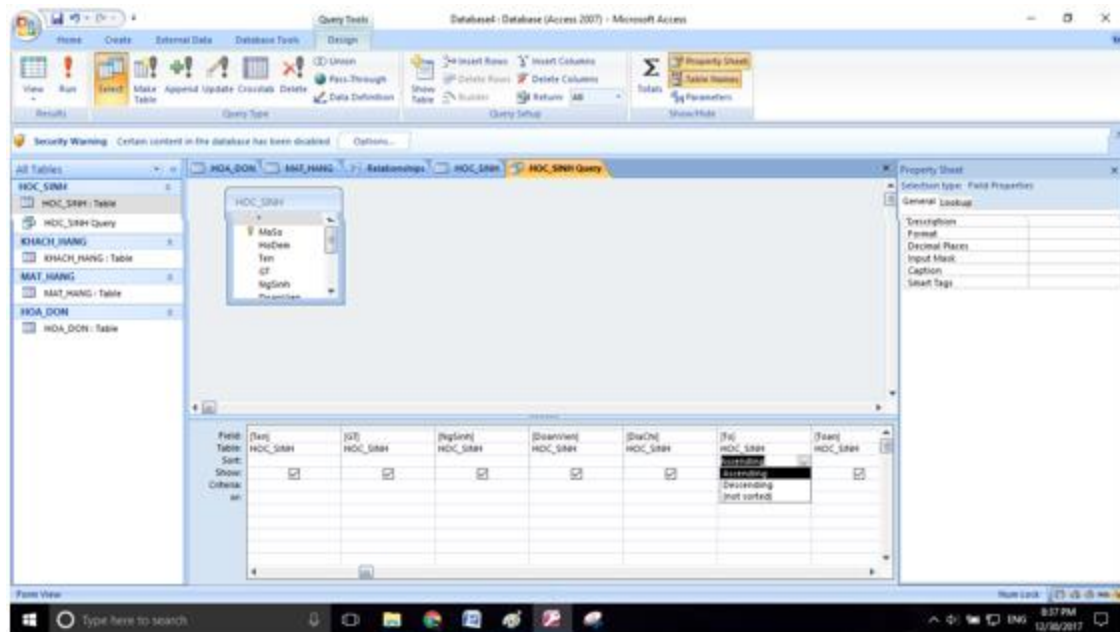 Query Tools
Database4 : Database (Access 2007) - Microsoft Access
Home Create External Data Database Tools Design
View
Run
Select
Make Table
Append
Update
Crosstab
Delete
Union
Pass-Through
Data Definition
Show Table
Insert Rows
Delete Rows
Builder
Insert Columns
Delete Columns
Return: All
Totals
Property Sheet
Table Names
Parameters
Results
Query Type
Query Setup
Show/Hide
Security Warning Certain content in the database has been disabled Options...
All Tables
HOC_SINH
HOC_SINH : Table
HOC_SINH Query
KHACH_HANG
KHACH_HANG : Table
MAT_HANG
MAT_HANG : Table
HOA_DON
HOA_DON : Table
HOA_DON MAT_HANG Relationships HOC_SINH HOC_SINH Query
HOC_SINH
*
MaSo
HoDem
Ten
GT
NgSinh
DoanVien
Field: [Ten] [GT] [NgSinh] [DoanVien] [DiaChi] [To] [Toan]
Table: HOC_SINH HOC_SINH HOC_SINH HOC_SINH HOC_SINH HOC_SINH HOC_SINH
Sort: Ascending
Show:
Criteria:
or:
Ascending
Descending
(not sorted)
Property Sheet
Selection type: Field Properties
General Lookup
Description
Format
Decimal Places
Input Mask
Caption
Smart Tags
Form View
Num Lock
Type here to search
ENG
8:37 PM
12/30/2017